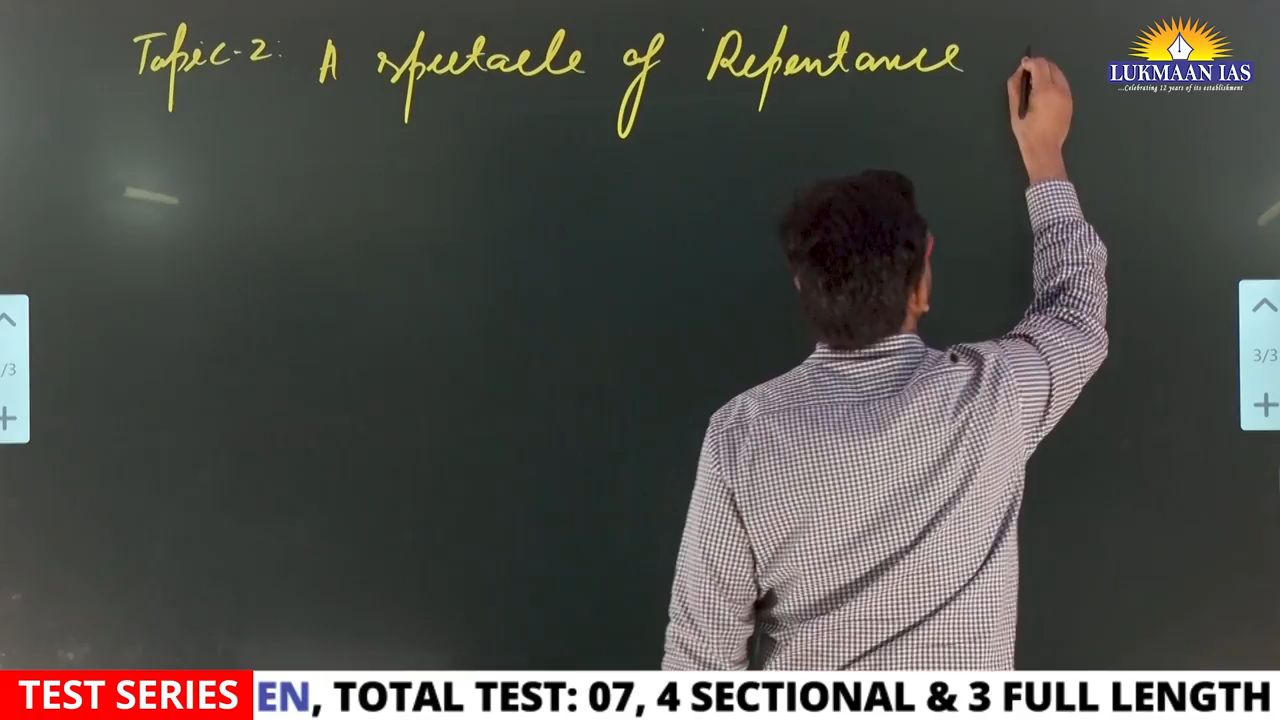 Topic-2: A spectacle of Repentance
LUKMAAN IAS
...Celebrating 12 years of its establishment
/3
3/3
TEST SERIES
EN, TOTAL TEST: 07, 4 SECTIONAL & 3 FULL LENGTH